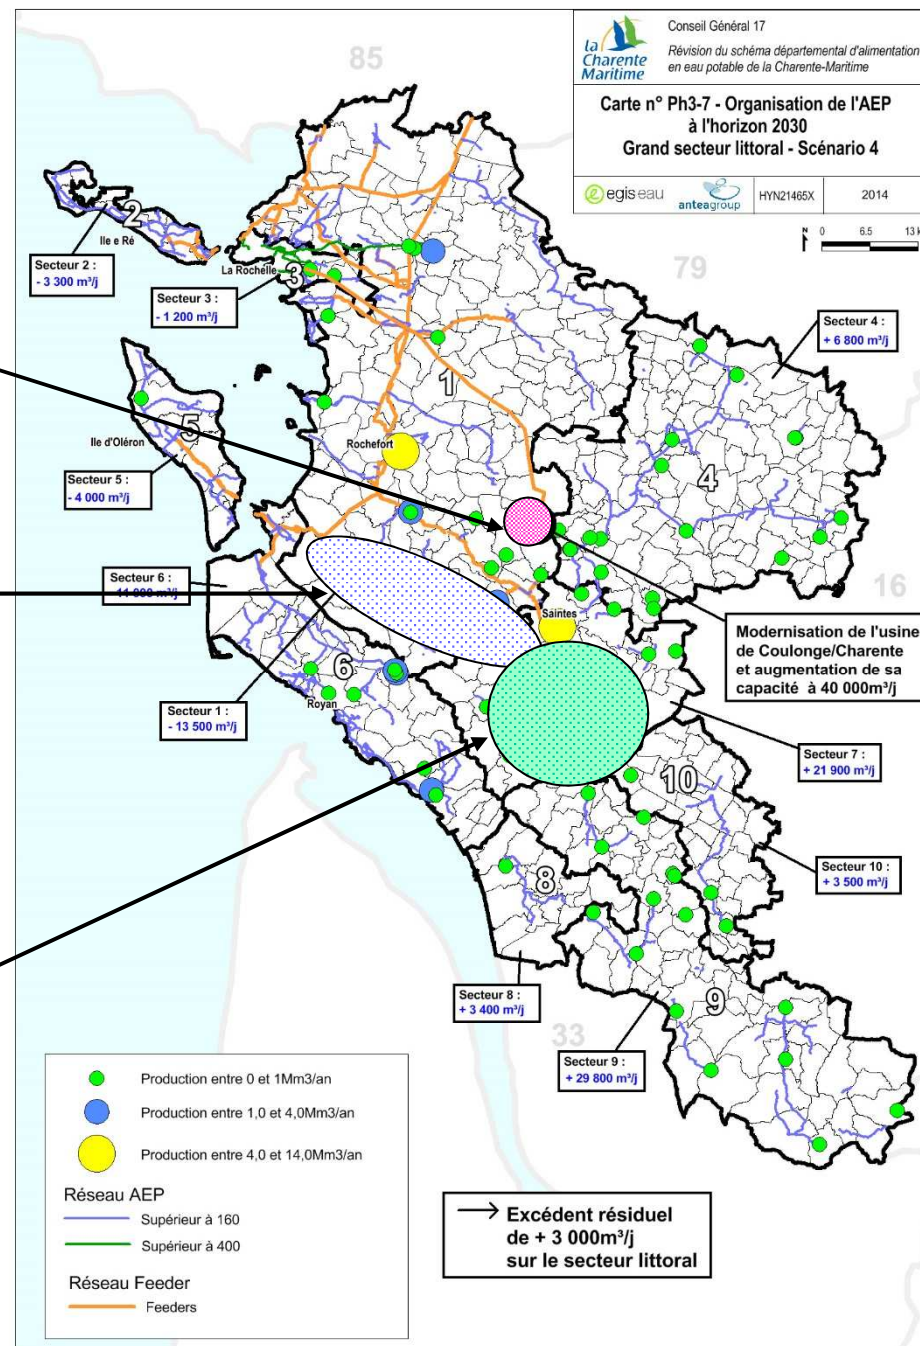 la
Charente
Maritime
Conseil Général 17
Révision du schéma départemental d'alimentation
en eau potable de la Charente-Maritime
Carte n° Ph3-7 - Organisation de l'AEP
à l'horizon 2030
Grand secteur littoral - Scénario 4
egis eau
anteagroup
HYN21465X
2014
0 6.5 13 k
85
79
16
33
2
Ile e Ré
Secteur 2 :
- 3 300 m³/j
La Rochelle
3
Secteur 3 :
- 1 200 m³/j
Secteur 4 :
+ 6 800 m³/j
1
5
Ile d'Oléron
Rochefort
4
Secteur 5 :
- 4 000 m³/j
Secteur 6 :
Saintes
Modernisation de l'usine
de Coulonge/Charente
et augmentation de sa
capacité à 40 000m³/j
6
Royan
Secteur 1 :
- 13 500 m³/j
Secteur 7 :
+ 21 900 m³/j
10
Secteur 10 :
+ 3 500 m³/j
8
Secteur 8 :
+ 3 400 m³/j
9
Secteur 9 :
+ 29 800 m³/j
Production entre 0 et 1Mm3/an
Production entre 1,0 et 4,0Mm3/an
Production entre 4,0 et 14,0Mm3/an
Réseau AEP
Supérieur à 160
Supérieur à 400
Réseau Feeder
Feeders
→ Excédent résiduel
de + 3 000m³/j
sur le secteur littoral